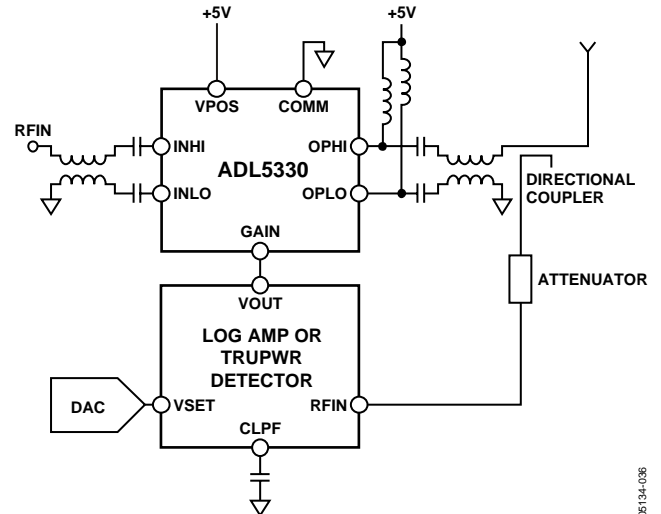 +5V
+5V
VPOS
COMM
RFIN
INHI
OPHI
ADL5330
INLO
OPLO
DIRECTIONAL
COUPLER
GAIN
ATTENUATOR
VOUT
LOG AMP OR
TRUPWR
DETECTOR
DAC
VSET
RFIN
CLPF
05134-036